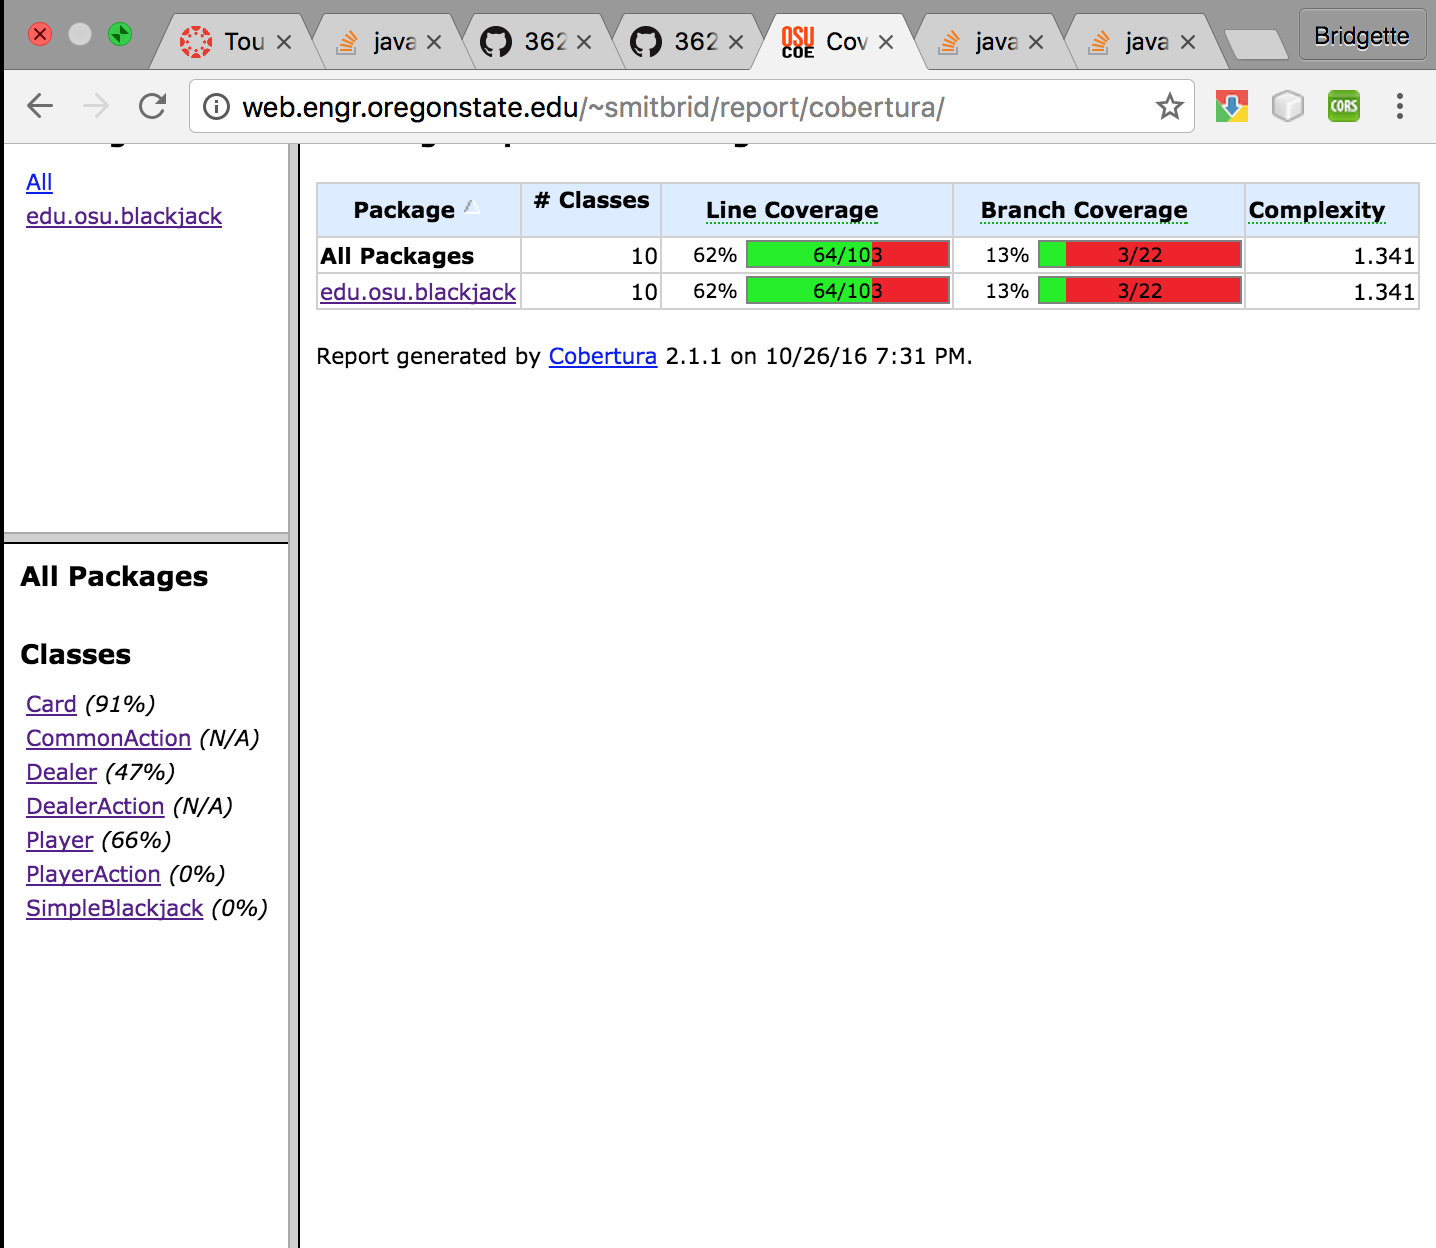 Tou
java
362
362
OSU COE Cov
java
java
Bridgette
web.engr.oregonstate.edu/~smitbrid/report/cobertura/
CORS
All
edu.osu.blackjack
Package # Classes Line Coverage Branch Coverage Complexity
All Packages 10 62% 64/103 13% 3/22 1.341
edu.osu.blackjack 10 62% 64/103 13% 3/22 1.341
Report generated by Cobertura 2.1.1 on 10/26/16 7:31 PM.
All Packages
Classes
Card (91%)
CommonAction (N/A)
Dealer (47%)
DealerAction (N/A)
Player (66%)
PlayerAction (0%)
SimpleBlackjack (0%)